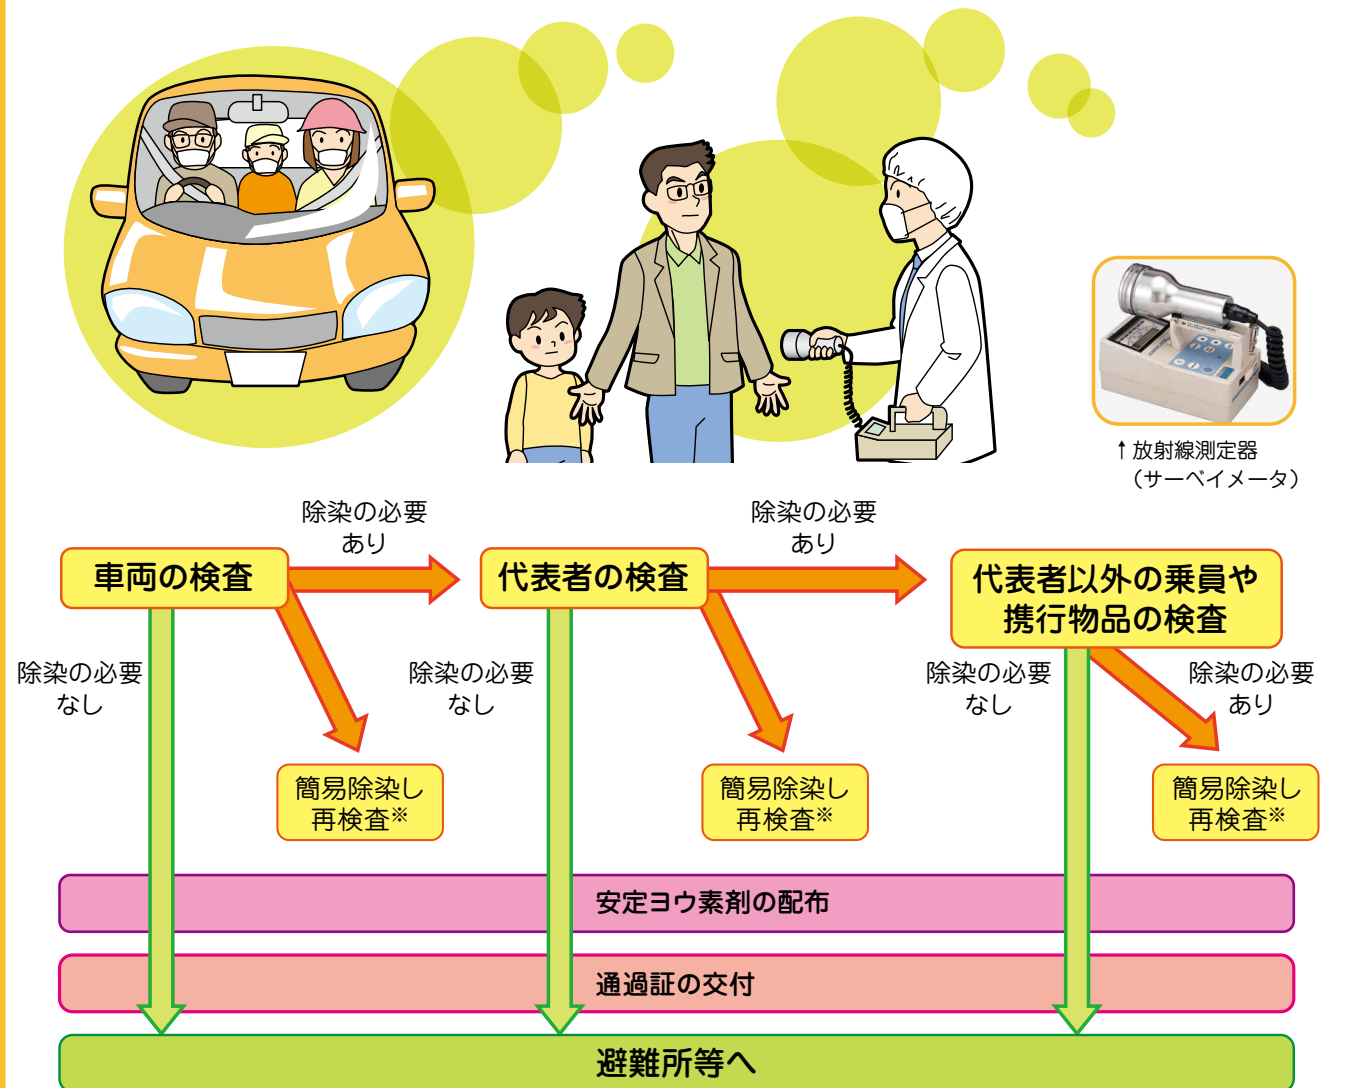 ↑放射線測定器
（サーベイメータ）
除染の必要
あり
除染の必要
あり
車両の検査
代表者の検査
代表者以外の乗員や
携行物品の検査
除染の必要
なし
除染の必要
なし
除染の必要
なし
除染の必要
あり
簡易除染し
再検査※
簡易除染し
再検査※
簡易除染し
再検査※
安定ヨウ素剤の配布
通過証の交付
避難所等へ